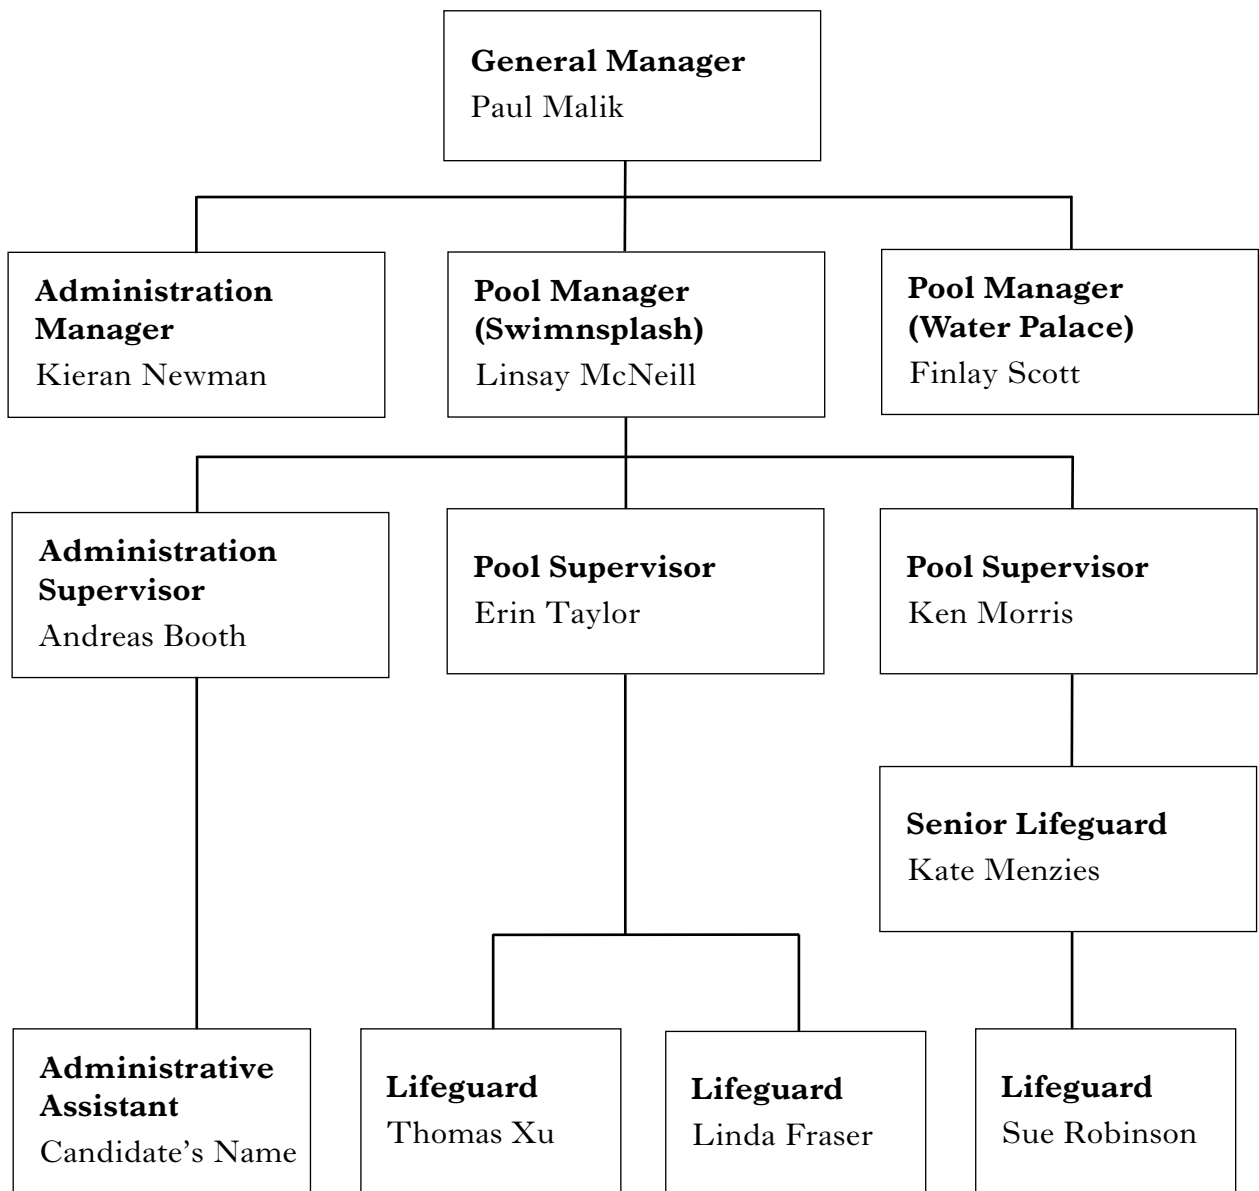 General Manager
Paul Malik
Administration
Manager
Kieran Newman
Pool Manager
(Swimnsplash)
Linsay McNeill
Pool Manager
(Water Palace)
Finlay Scott
Administration
Supervisor
Andreas Booth
Pool Supervisor
Erin Taylor
Pool Supervisor
Ken Morris
Senior Lifeguard
Kate Menzies
Administrative
Assistant
Candidate’s Name
Lifeguard
Thomas Xu
Lifeguard
Linda Fraser
Lifeguard
Sue Robinson